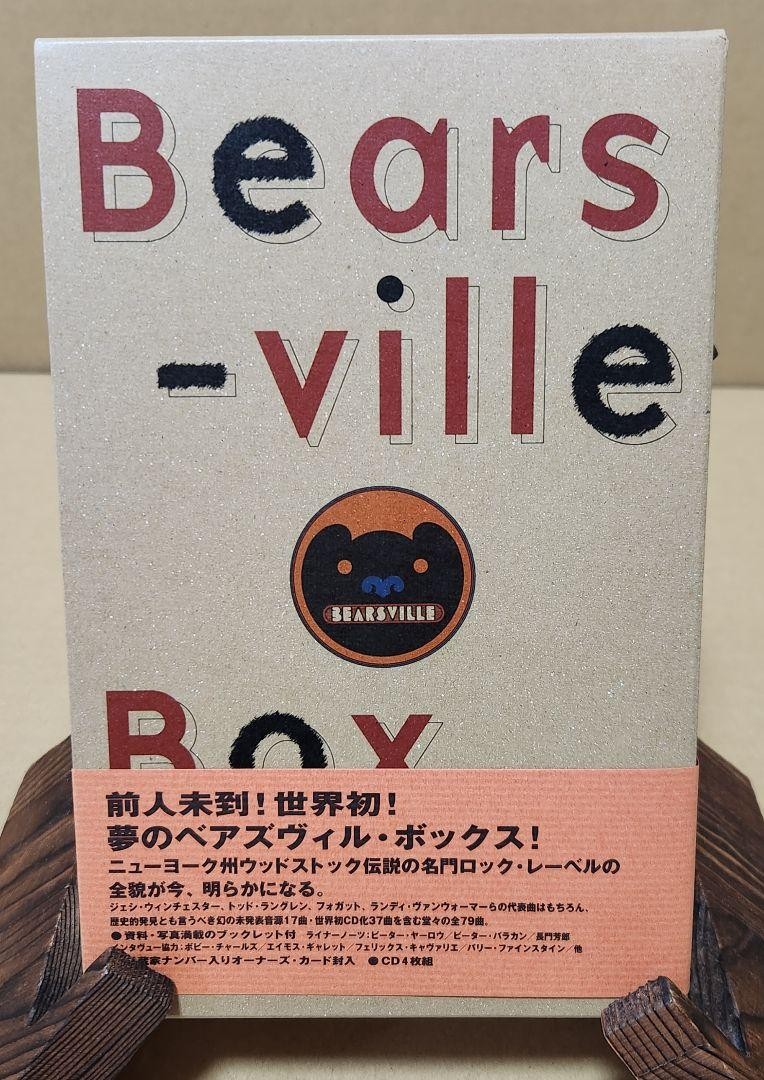 Bears
-ville
BEARSVILLE
Box
前人未到!世界初!
夢のベアズヴィル・ボックス!
ニューヨーク州ウッドストック伝説の名門ロック・レーベルの
全貌が今、明らかになる。
ジェシ・ウィンチェスター、トッド・ラングレン、フォガット、ランディ・ヴァンウォーマーらの代表曲はもちろん、
歴史的発見とも言うべき幻の未発表音源17曲・世界初CD化37曲を含む堂々の全79曲。
●資料・写真満載のブックレット付 ライナーノーツ:ピーター・ヤーロウ/ピーター・バラカン/長門芳郎
インタヴュー協力:ボビー・チャールズ/エイモス・ギャレット/フェリックス・キャヴァリエ/バリー・ファインスタイン/他
蔵家ナンバー入りオーナーズ・カード封入 ●CD4枚組